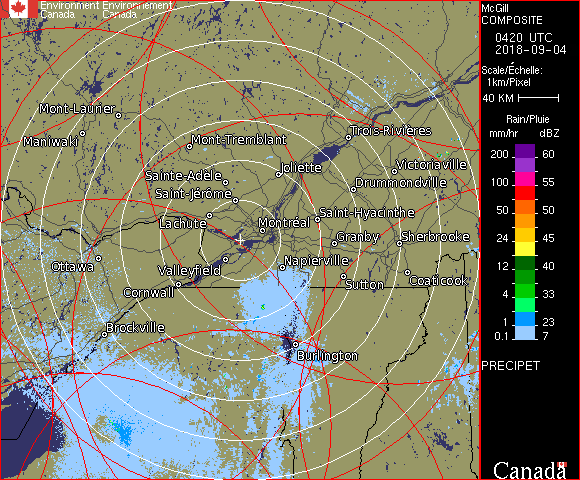 Environment Environnement
Canada Canada
McGill
COMPOSITE
0420 UTC
2018-09-04
Scale/Échelle:
1km/Pixel
40 KM
Rain/Pluie
mm/hr dBZ
200 60
150 55
100 55
50 50
24 45
12 40
4 33
1 23
0.1 7
PRECIPET
Canada
Mont-Laurier
Maniwaki
Mont-Tremblant
Trois-Rivières
Joliette
Victoriaville
Sainte-Adèle
Drummondville
Saint-Jérôme
Lachute
Saint-Hyacinthe
Montréal
Granby
Sherbrooke
Ottawa
Valleyfield
Napierville
Cornwall
Sutton
Coaticook
Brockville
Burlington